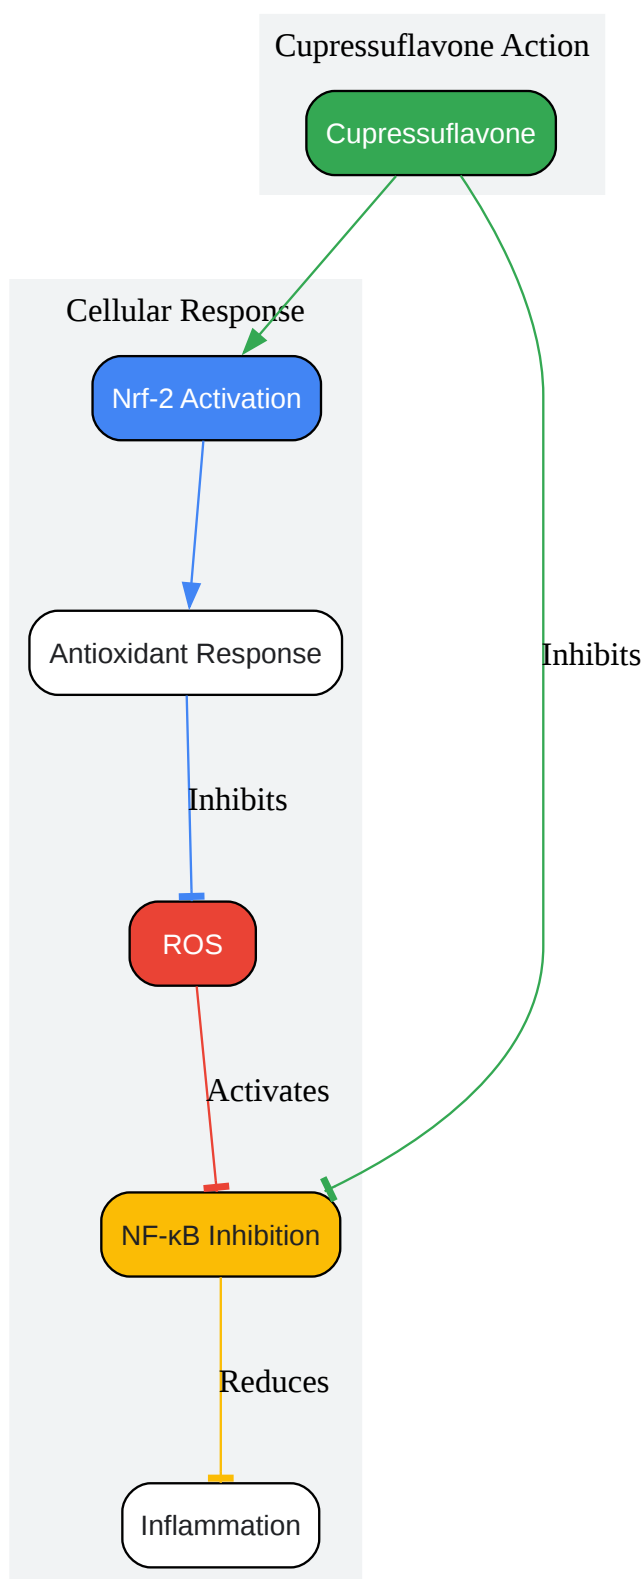 Cupressuflavone Action
Cupressuflavone
Cellular Response
Nrf-2 Activation
Antioxidant Response
Inhibits
Inhibits
ROS
Activates
NF-κB Inhibition
Reduces
Inflammation